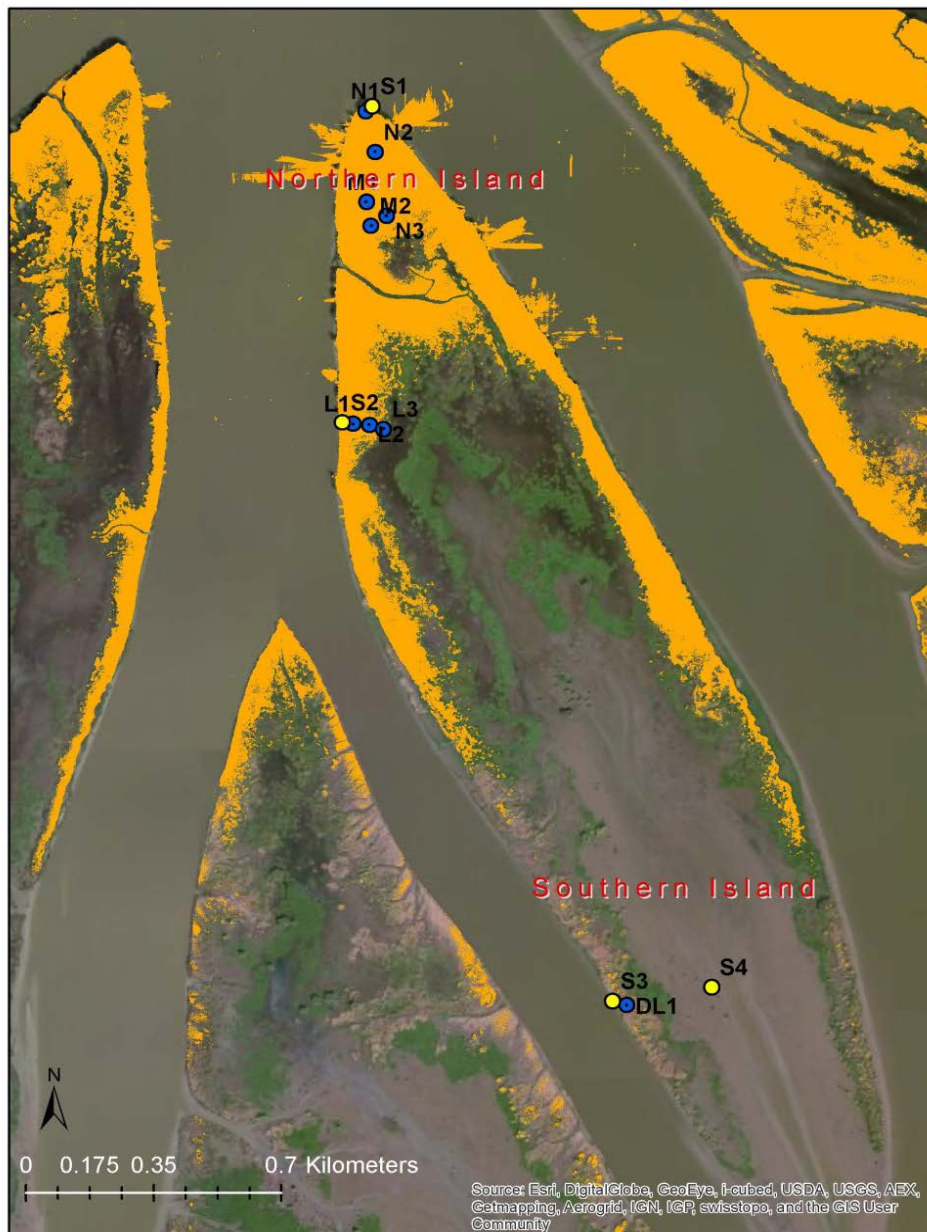 N1 S1
N2
Northern Island
M1
M2
N3
L1 S2 L3
L2
Southern Island
S4
S3
DL1
N
0 0.175 0.35 0.7 Kilometers
Source: Esri, DigitalGlobe, GeoEye, i-cubed, USDA, USGS, AEX,
Getmapping, Aerogrid, IGN, IGP, swisstopo, and the GIS User
Community